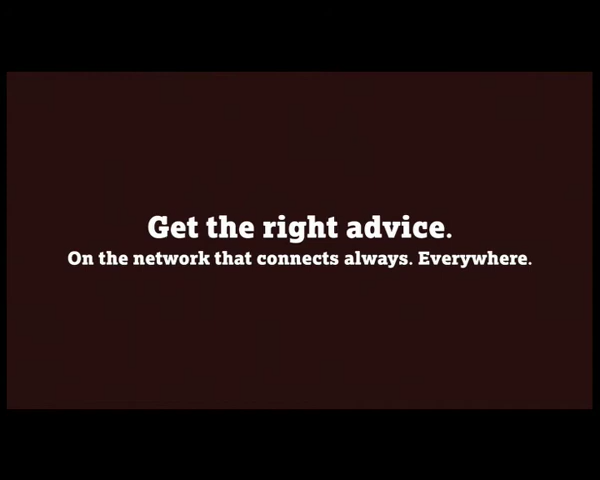 Get the right advice.
On the network that connects always. Everywhere.